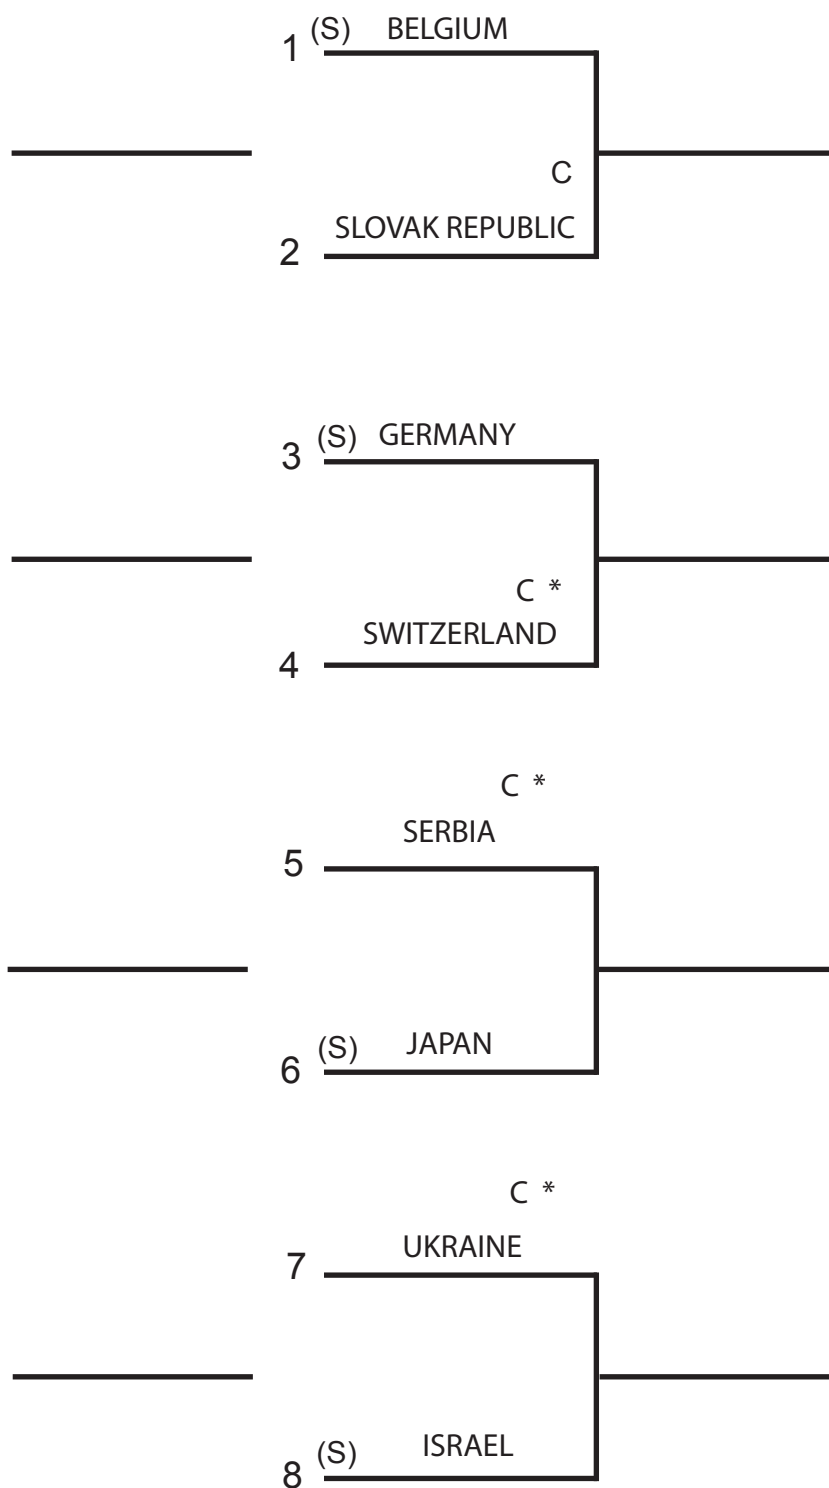 1 (S) BELGIUM
C
2 SLOVAK REPUBLIC
3 (S) GERMANY
C *
4 SWITZERLAND
C *
5 SERBIA
6 (S) JAPAN
C *
7 UKRAINE
8 (S) ISRAEL